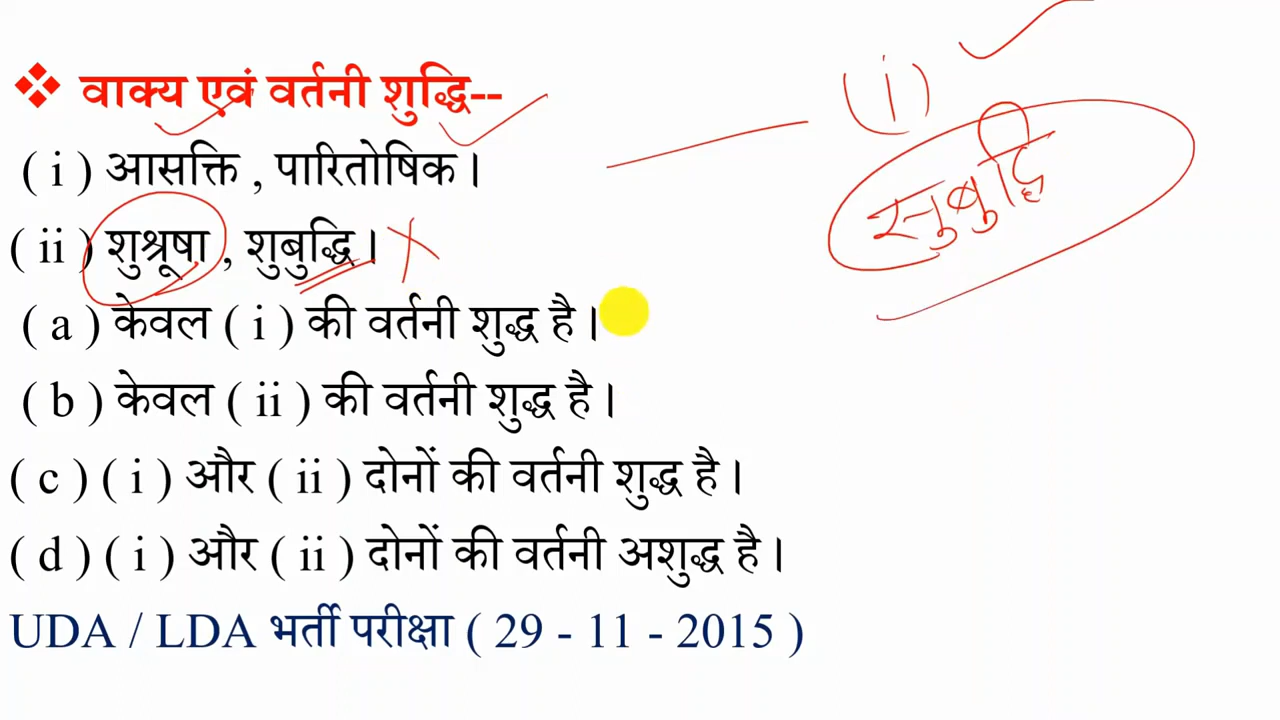 ❖ वाक्य एवं वर्तनी शुद्धि--
( i ) आसक्ति , पारितोषिक।
( ii ) शुश्रूषा , शुबुद्धि।
( a ) केवल ( i ) की वर्तनी शुद्ध है।
( b ) केवल ( ii ) की वर्तनी शुद्ध है।
( c ) ( i ) और ( ii ) दोनों की वर्तनी शुद्ध है।
( d ) ( i ) और ( ii ) दोनों की वर्तनी अशुद्ध है।
UDA / LDA भर्ती परीक्षा ( 29 - 11 - 2015 )
(i)
सुबुद्धि